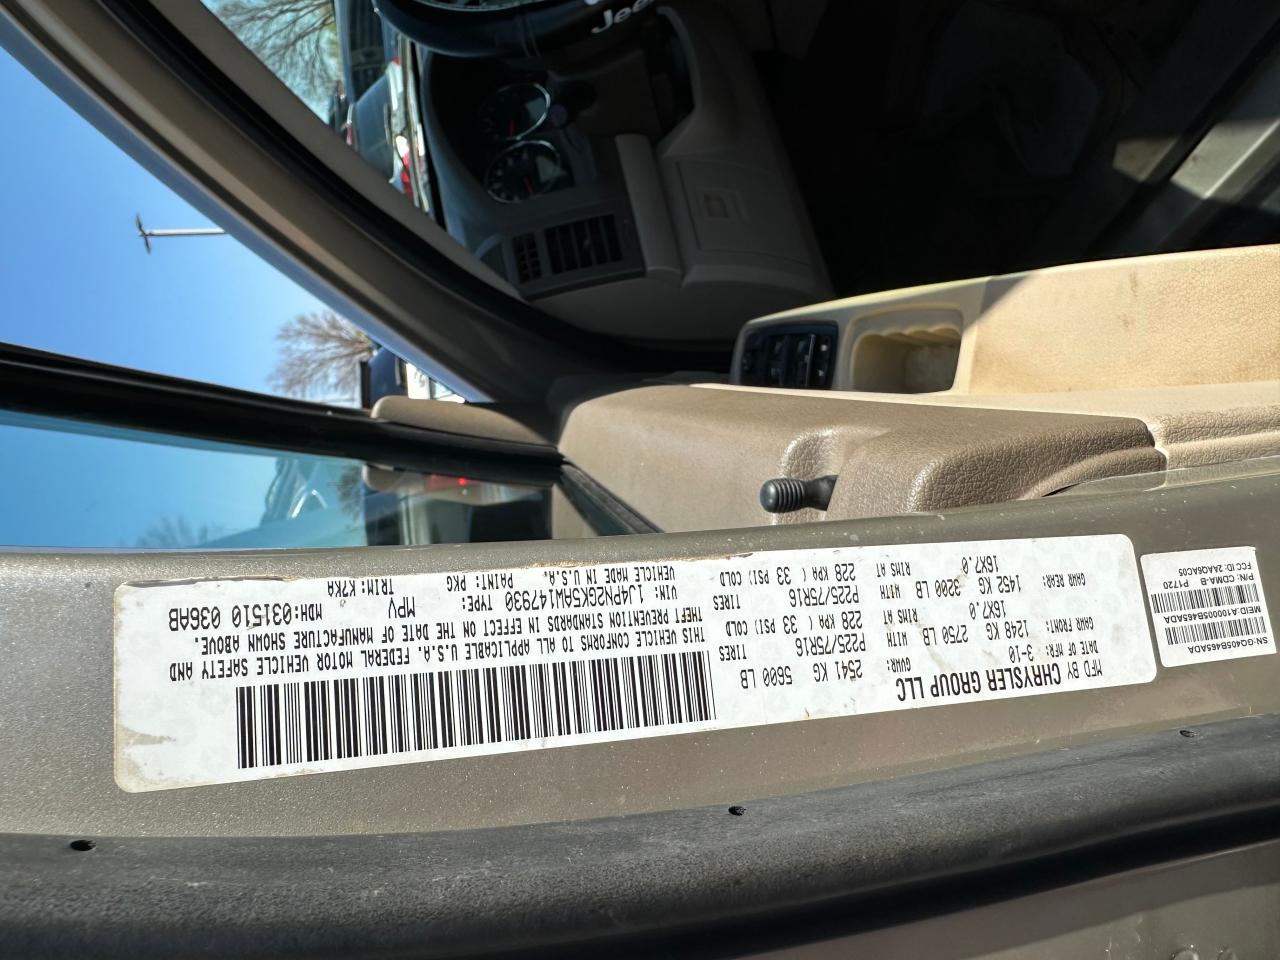 MFD BY CHRYSLER GROUP LLC
DATE OF MFR: 3-10 GVWR: 2541 KG 5600 LB
GAWR FRONT: 1248 KG 2750 LB WITH P225/75R16 TIRES
16X7.0 RIMS AT 228 KPA ( 33 PSI) COLD
GAWR REAR: 1452 KG 3200 LB WITH P225/75R16 TIRES
16X7.0 RIMS AT 228 KPA ( 33 PSI) COLD
THIS VEHICLE CONFORMS TO ALL APPLICABLE U.S.A. FEDERAL MOTOR VEHICLE SAFETY AND
THEFT PREVENTION STANDARDS IN EFFECT ON THE DATE OF MANUFACTURE SHOWN ABOVE.
VIN: 1J4PN2GK5AW147930 TYPE: MPV MDH:031510 036AB
VEHICLE MADE IN U.S.A. PAINT: PKG TRIM: K7KA
SN:GQ405B465ADA
MEID:A100005B465ADA
P/N: CDMA-B P1720
FCC-ID: 2AAQ6AC05
Jeep